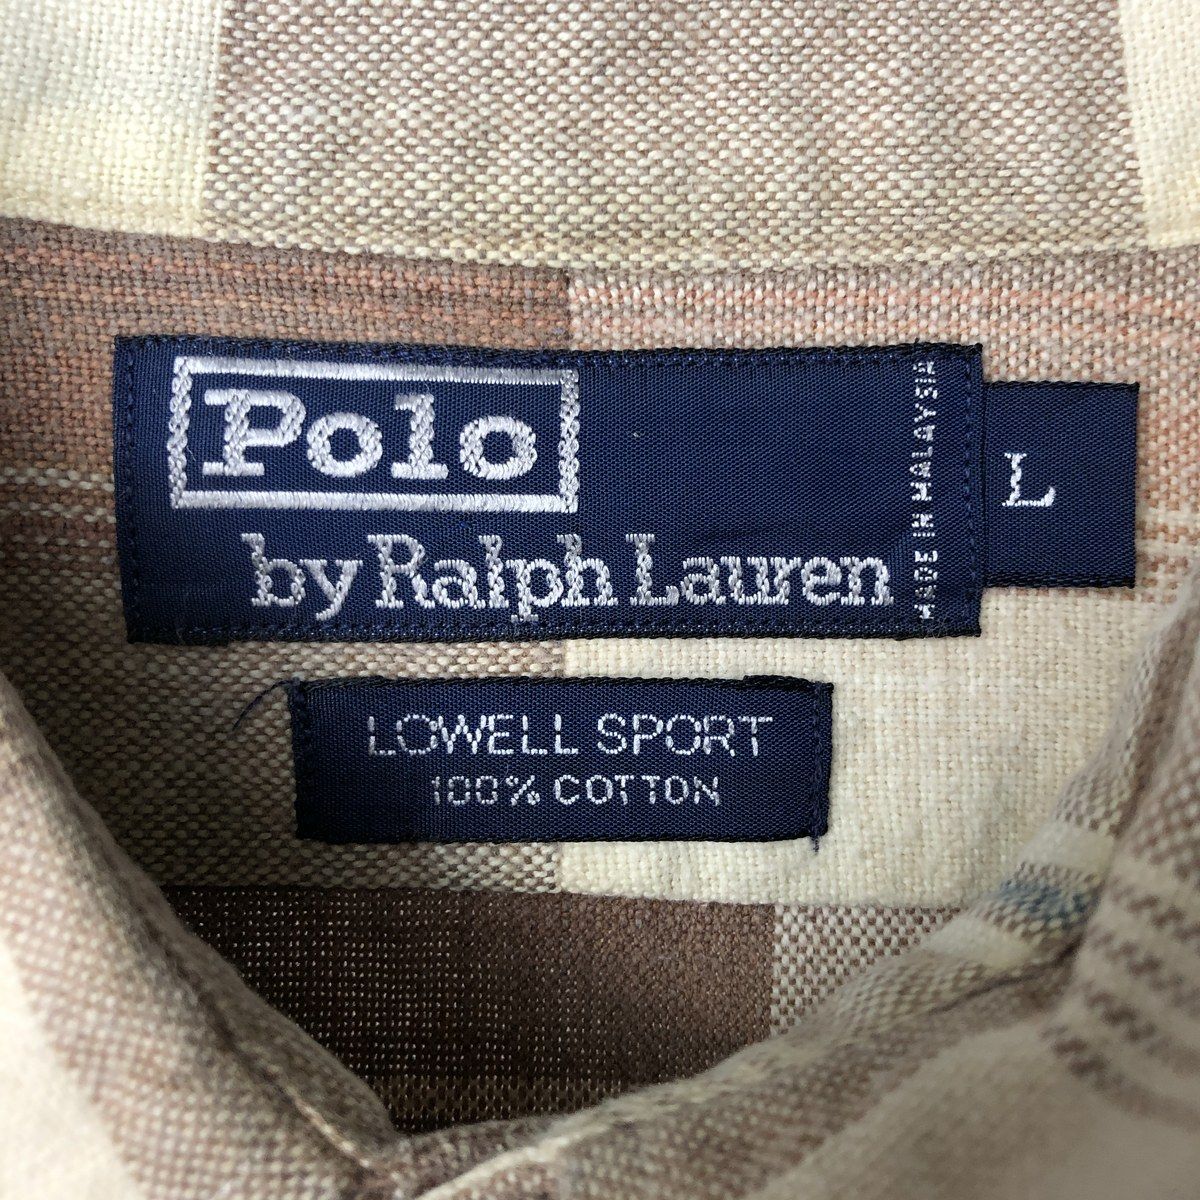 Polo
by Ralph Lauren
MADE IN MALAYSIA
L
LOWELL SPORT
100% COTTON